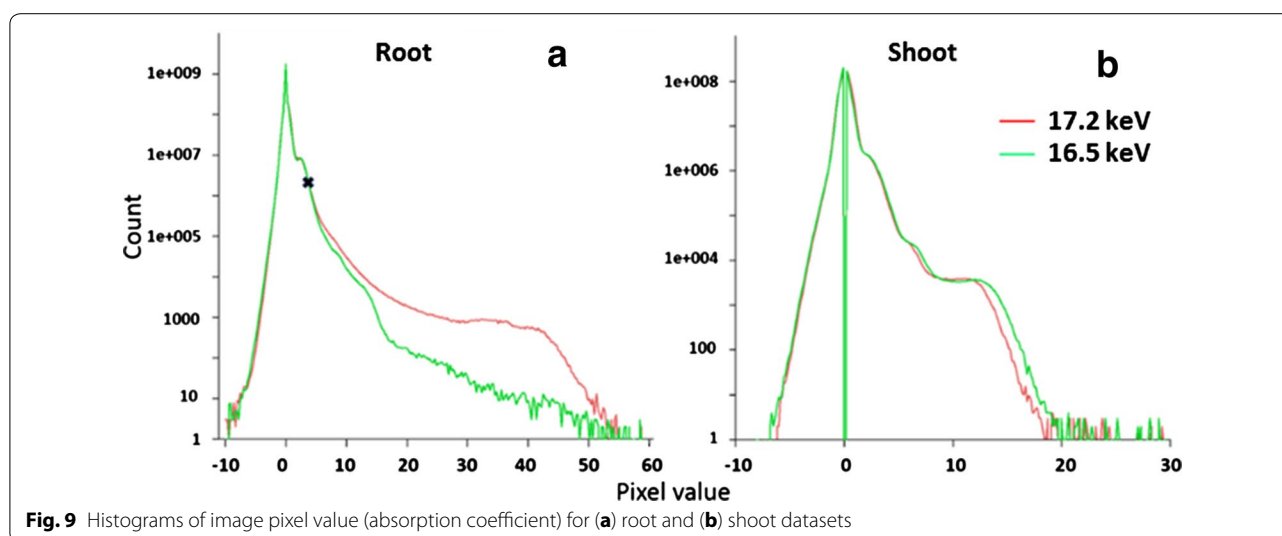 Root
a
Count
1e+009
1e+007
1e+005
1000
10
1
-10 0 10 20 30 40 50 60
Shoot
b
17.2 keV
16.5 keV
1e+008
1e+006
1e+004
100
1
-10 0 10 20 30
Pixel value
Fig. 9 Histograms of image pixel value (absorption coefficient) for (a) root and (b) shoot datasets